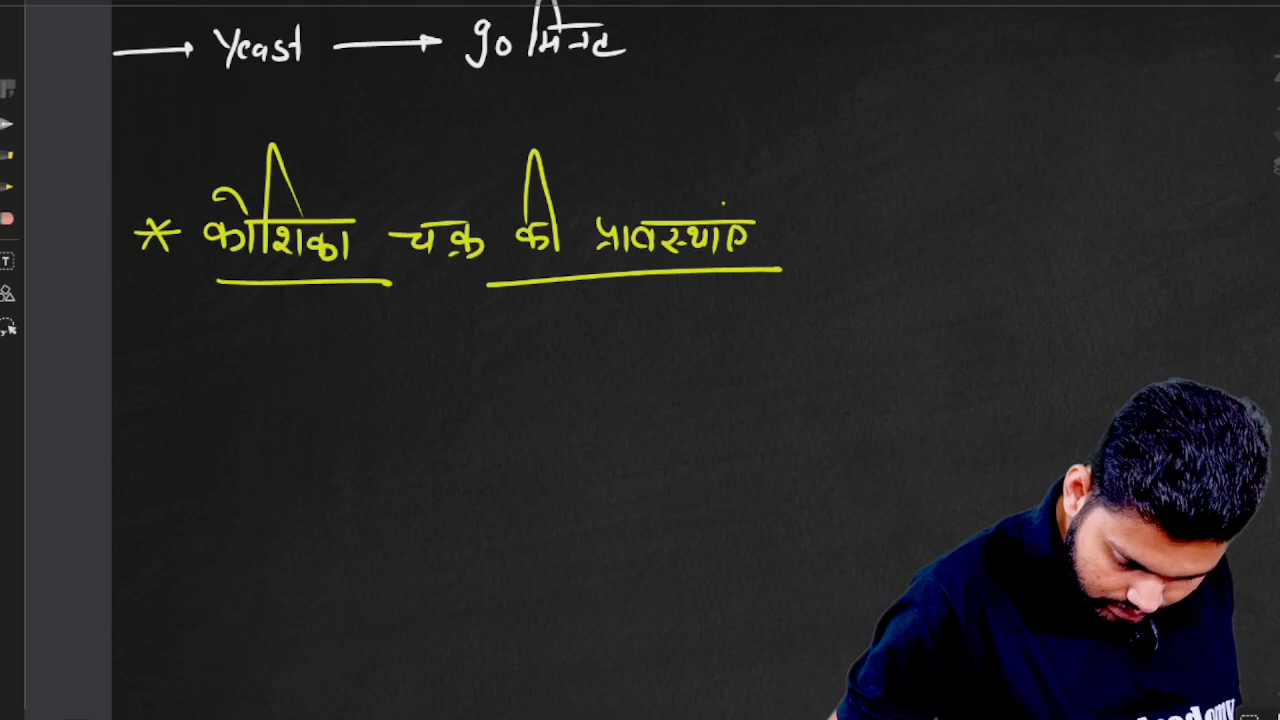 → Yeast → 90 मिनट
* कोशिका चक्र की प्रावस्थाएं